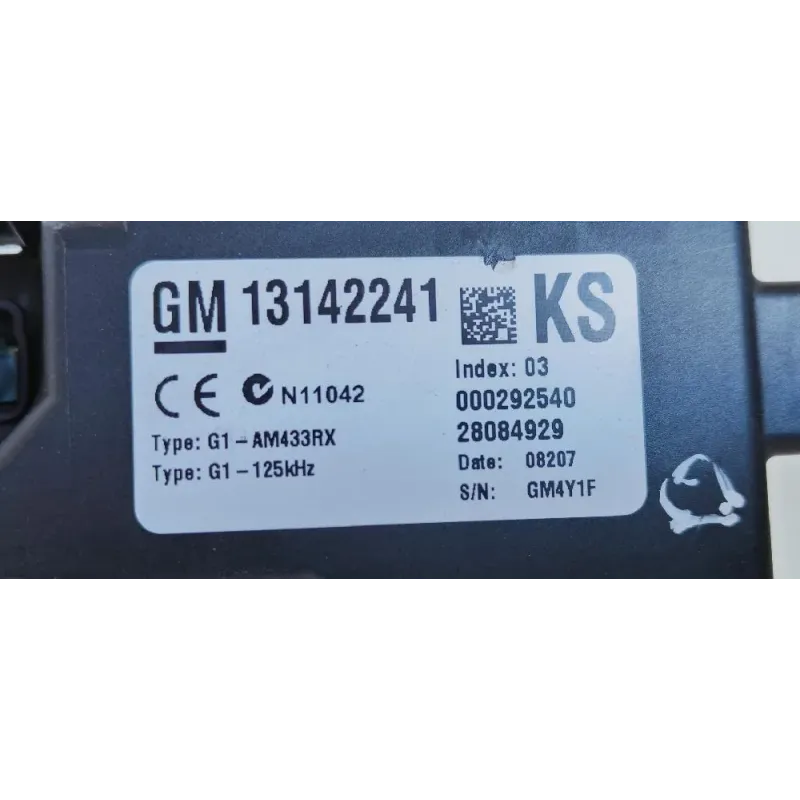 GM 13142241 KS
CE N11042
Type: G1-AM433RX
Type: G1-125kHz
Index: 03
000292540
28084929
Date: 08207
S/N: GM4Y1F